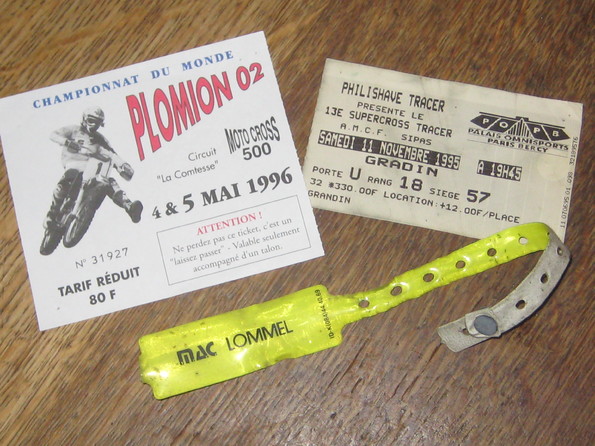 CHAMPIONNAT DU MONDE
PLOMION 02
Circuit
"La Comtesse"
MOTO CROSS
500
4 & 5 MAI 1996
N° 31927
TARIF RÉDUIT
80 F
ATTENTION !
Ne perdez pas ce ticket, c'est un
"laissez passer" - Valable seulement
accompagné d'un talon.
PHILISHAVE TRACER
PRESENTE LE
13E SUPERCROSS TRACER
A.M.C.F. SIPAS
SAMEDI 11 NOVEMBRE 1995 A 19H45
GRADIN
PORTE U RANG 18 SIEGE 57
J2 *330.00F LOCATION:+12.00F/PLACE
GRANDIN
POPB
PALAIS OMNISPORTS
PARIS BERCY
MAC LOMMEL